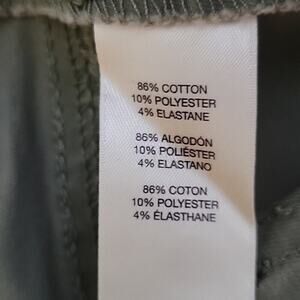 86% COTTON
10% POLYESTER
4% ELASTANE
86% ALGODÓN
10% POLIÉSTER
4% ELASTANO
86% COTON
10% POLYESTER
4% ÉLASTHANE